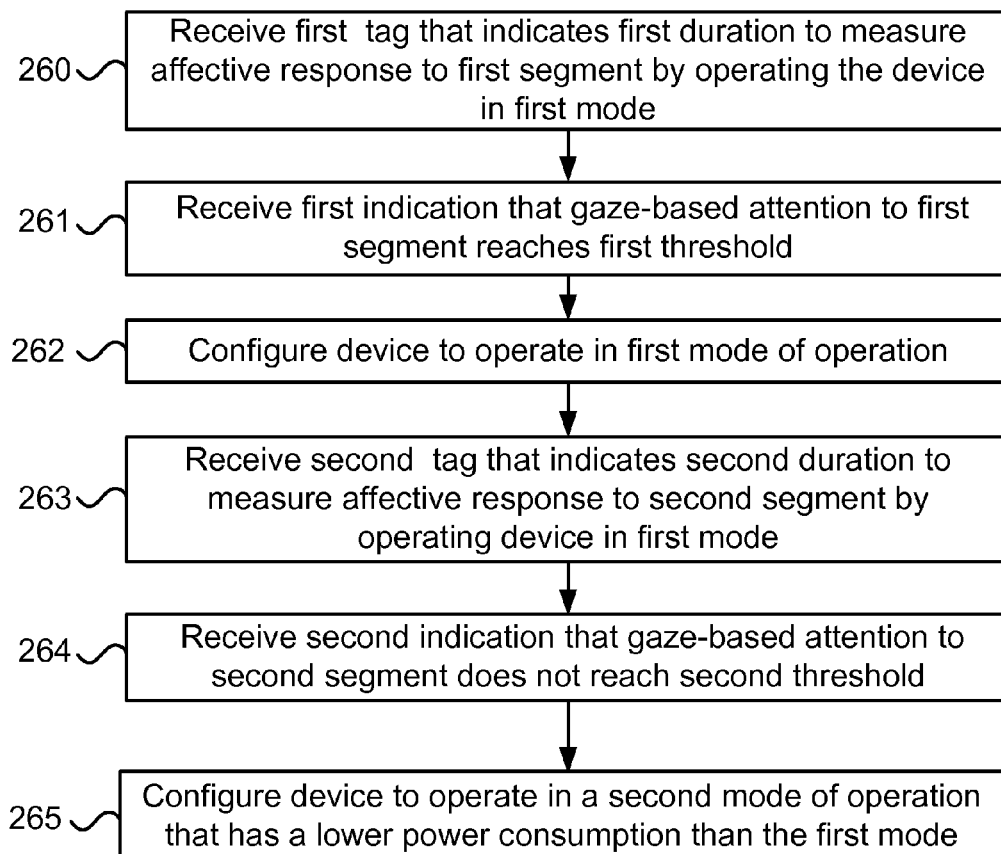 260
Receive first tag that indicates first duration to measure
affective response to first segment by operating the device
in first mode
261
Receive first indication that gaze-based attention to first
segment reaches first threshold
262
Configure device to operate in first mode of operation
263
Receive second tag that indicates second duration to
measure affective response to second segment by
operating device in first mode
264
Receive second indication that gaze-based attention to
second segment does not reach second threshold
265
Configure device to operate in a second mode of operation
that has a lower power consumption than the first mode